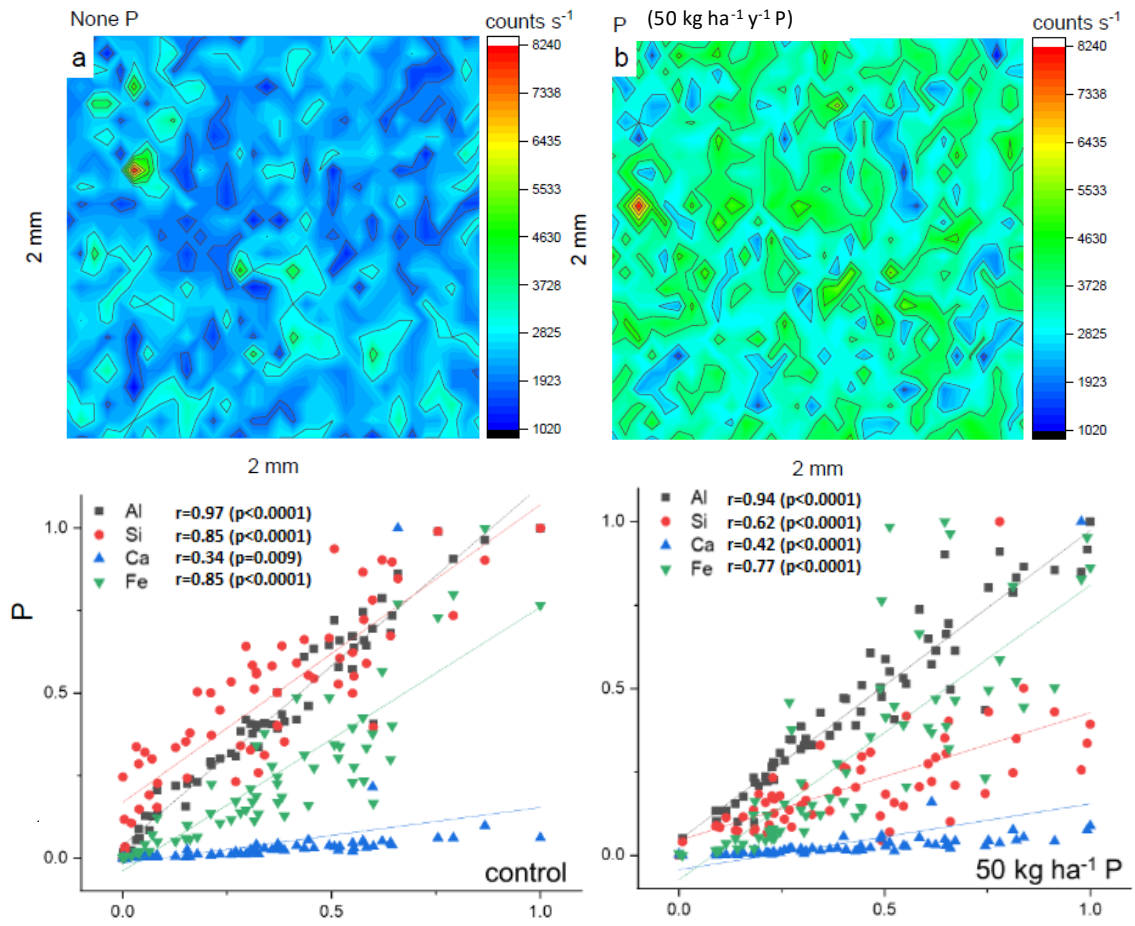 None P
counts s⁻¹
a
8240
7338
6435
5533
4630
3728
2825
1923
1020
2 mm
2 mm
P (50 kg ha⁻¹ y⁻¹ P)
counts s⁻¹
b
8240
7338
6435
5533
4630
3728
2825
1923
1020
2 mm
2 mm
Al r=0.97 (p<0.0001)
Si r=0.85 (p<0.0001)
Ca r=0.34 (p=0.009)
Fe r=0.85 (p<0.0001)
P
1.0
0.5
0.0
control
0.0 0.5 1.0
Al r=0.94 (p<0.0001)
Si r=0.62 (p<0.0001)
Ca r=0.42 (p<0.0001)
Fe r=0.77 (p<0.0001)
1.0
0.5
0.0
50 kg ha⁻¹ P
0.0 0.5 1.0